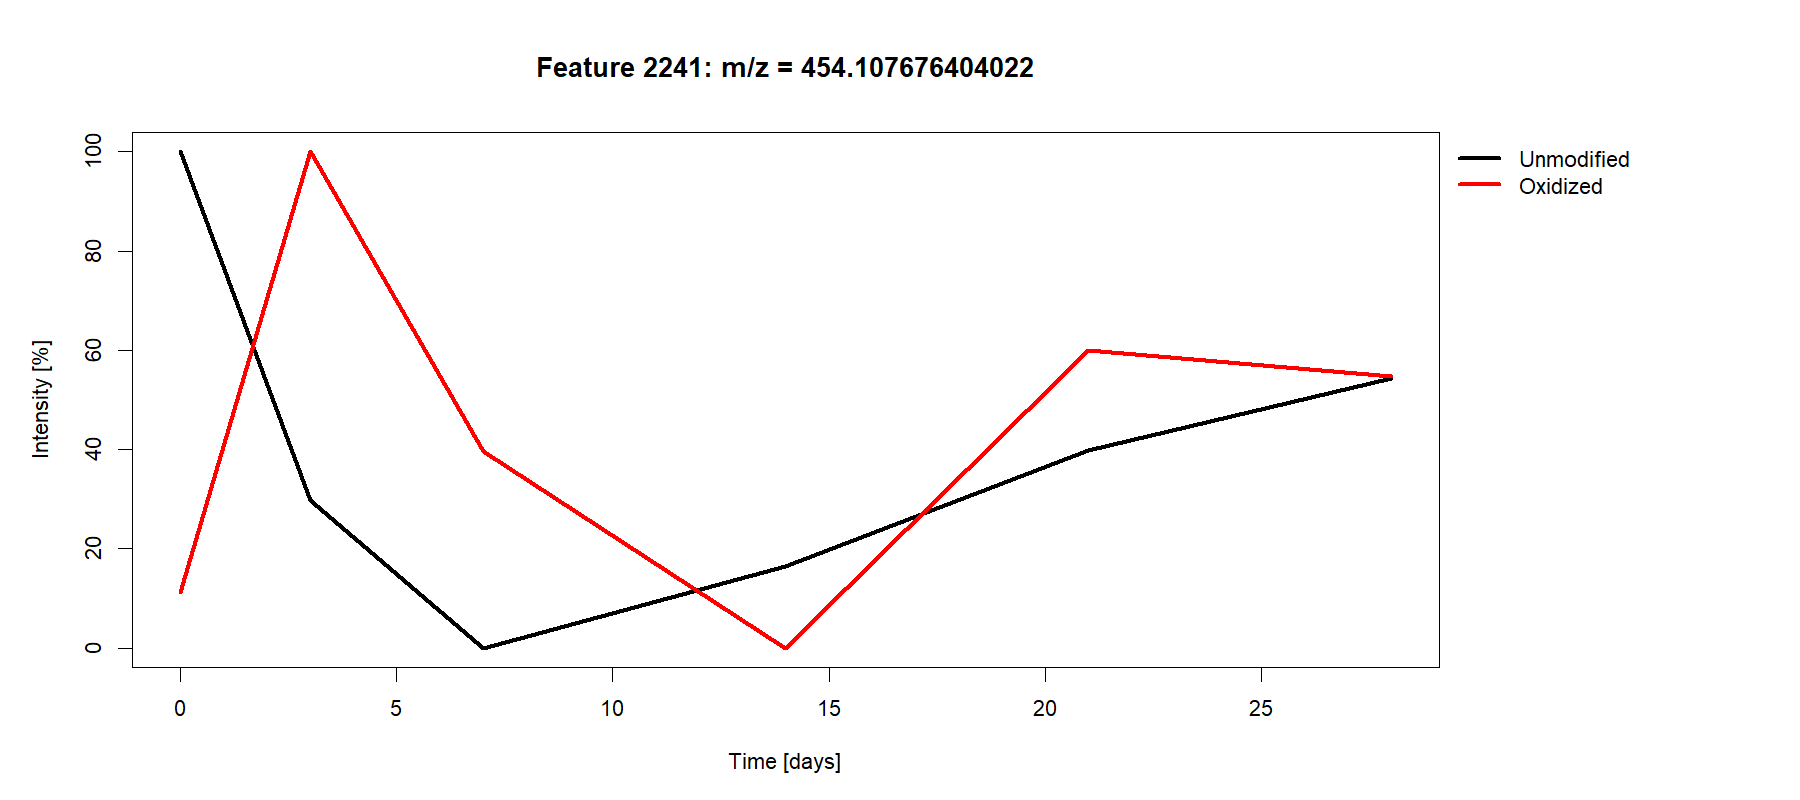 Feature 2241: m/z = 454.107676404022
Unmodified
Oxidized
Intensity [%]
100
80
60
40
20
0
0 5 10 15 20 25
Time [days]